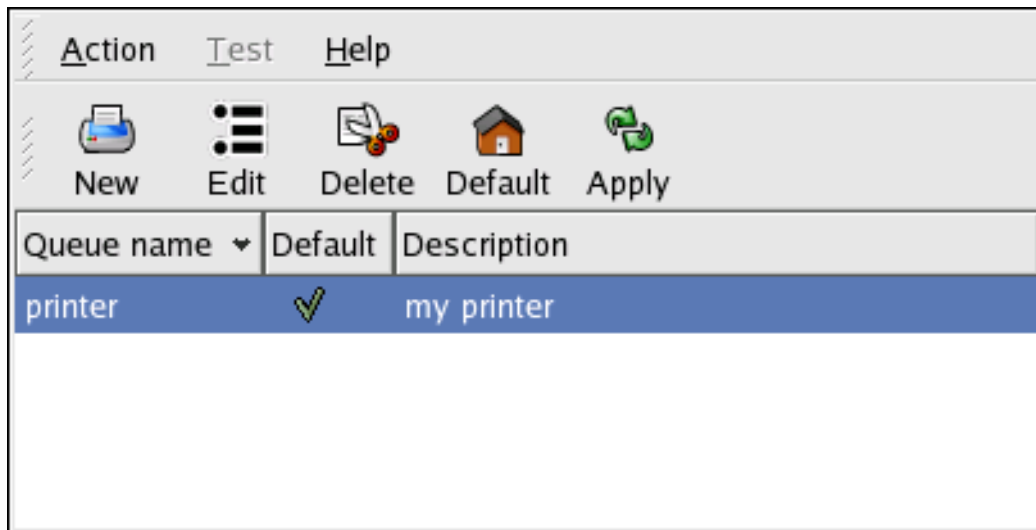 Action Test Help
New Edit Delete Default Apply
Queue name Default Description
printer my printer